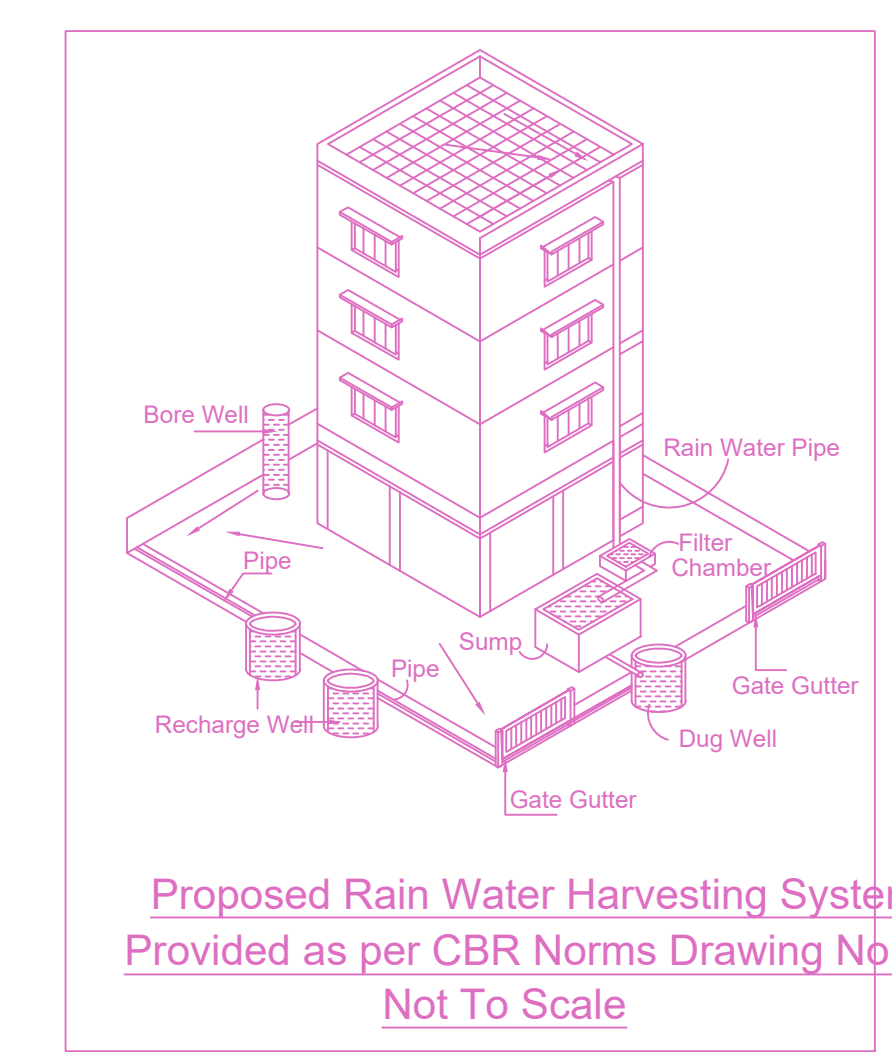 Bore Well
Rain Water Pipe
Filter
Chamber
Pipe
Sump
Pipe
Gate Gutter
Recharge Well
Dug Well
Gate Gutter
Proposed Rain Water Harvesting
Provided as per CBR Norms Drawing No
Not To Scale